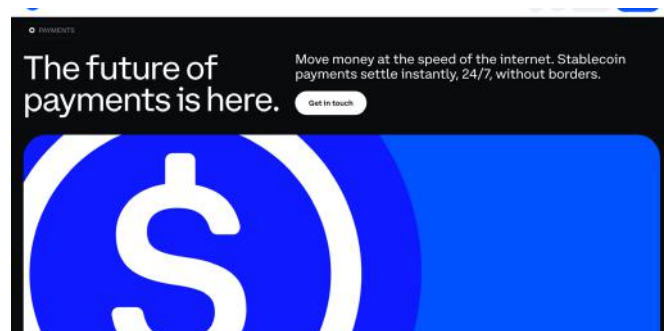 PAYMENTS
The future of
payments is here.
Move money at the speed of the internet. Stablecoin
payments settle instantly, 24/7, without borders.
Get in touch
$